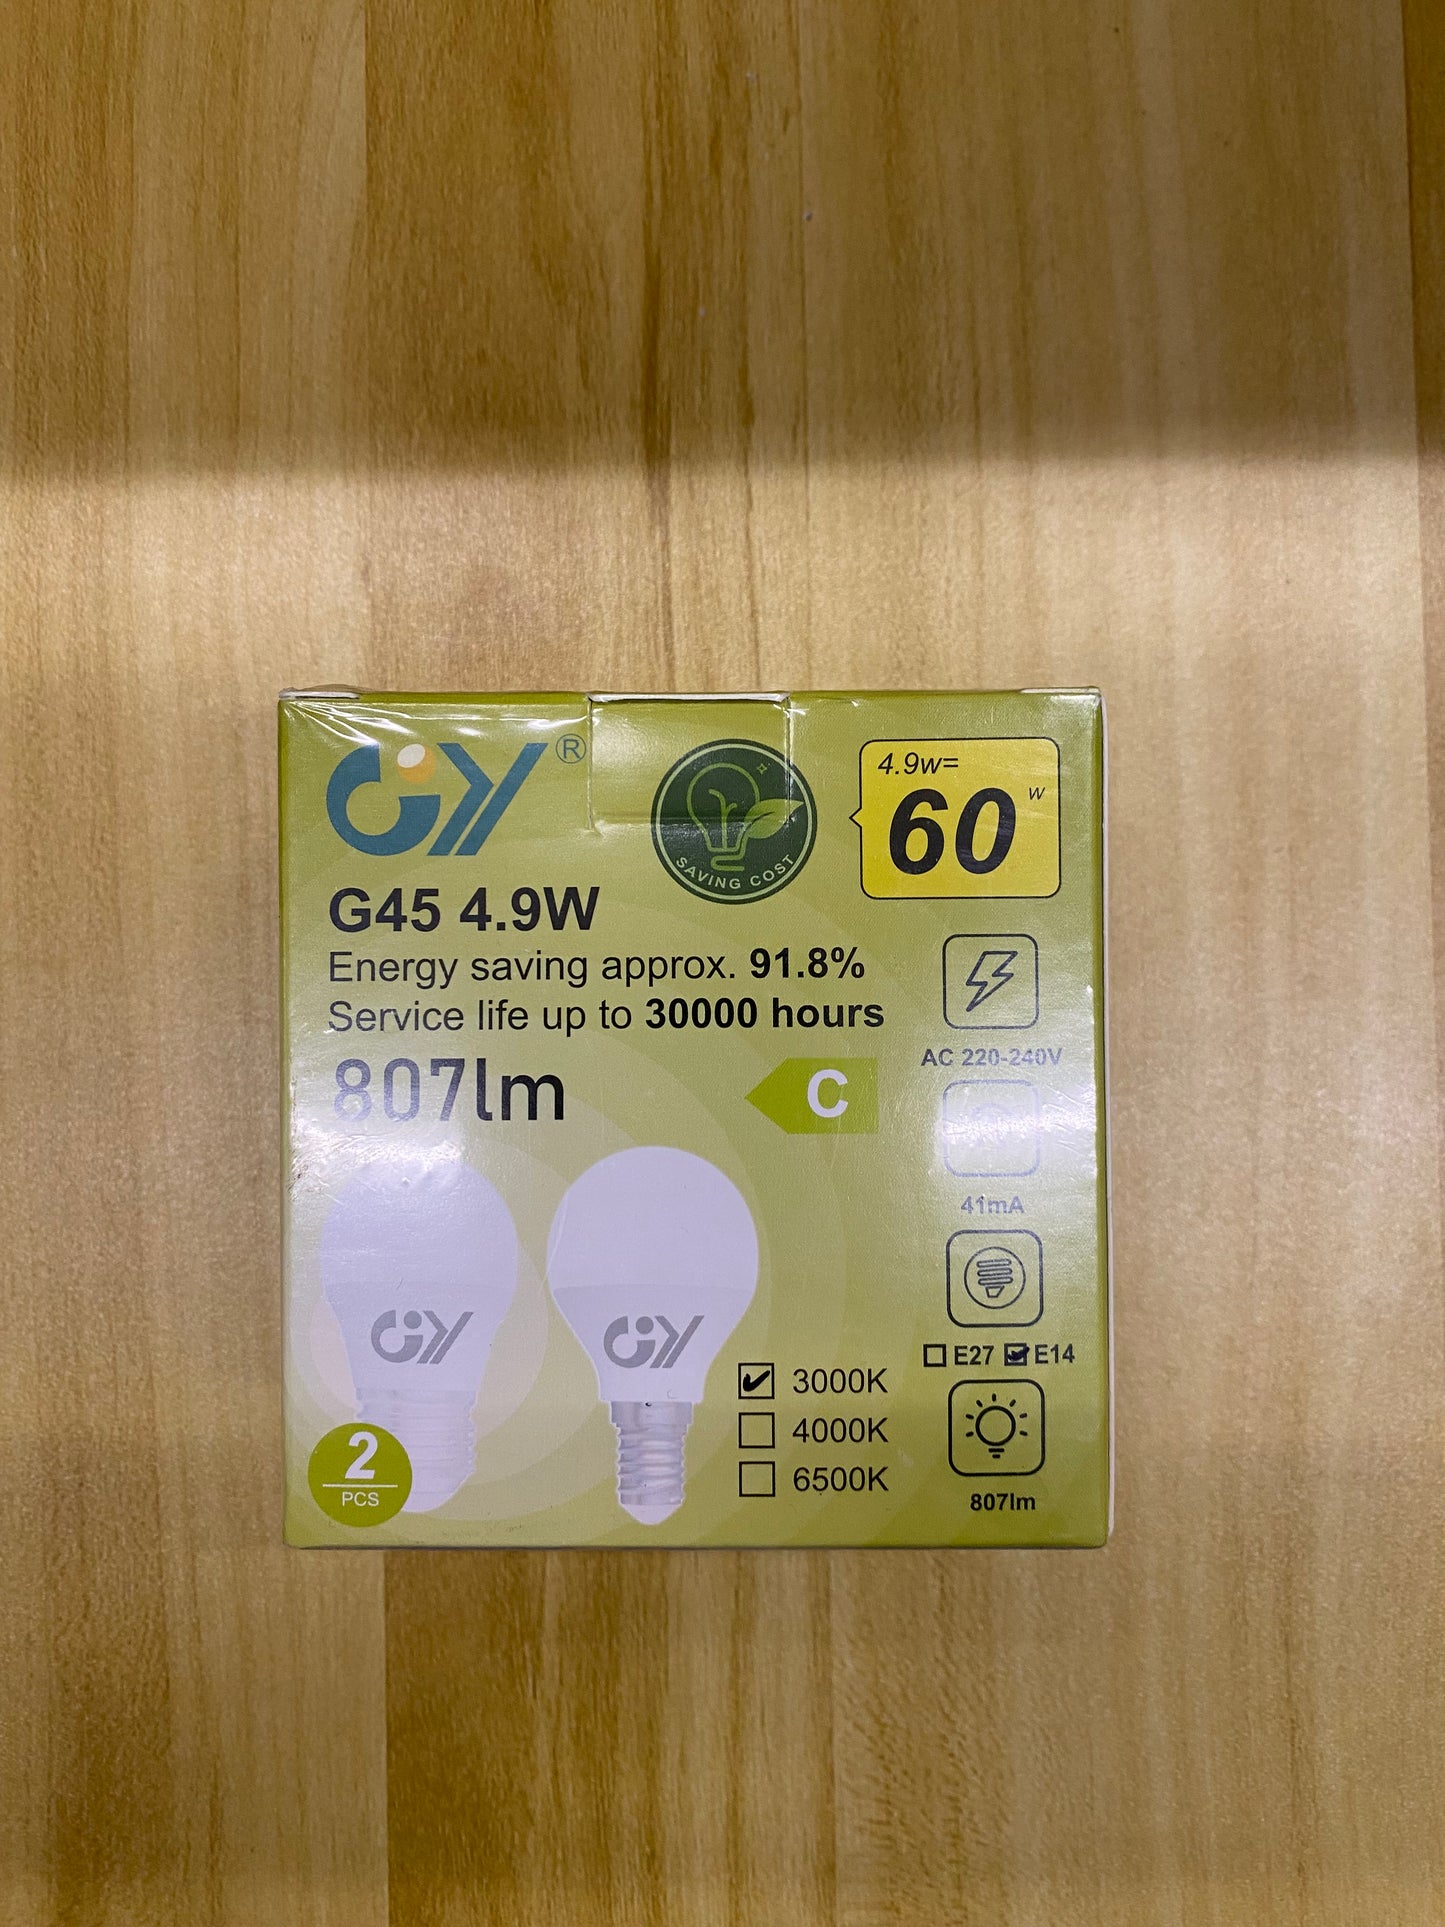 GY®
SAVING COST
4.9w=
60 w
G45 4.9W
Energy saving approx. 91.8%
Service life up to 30000 hours
807lm
C
AC 220-240V
41mA
E27 E14
807lm
GY
GY
3000K
4000K
6500K
2
PCS